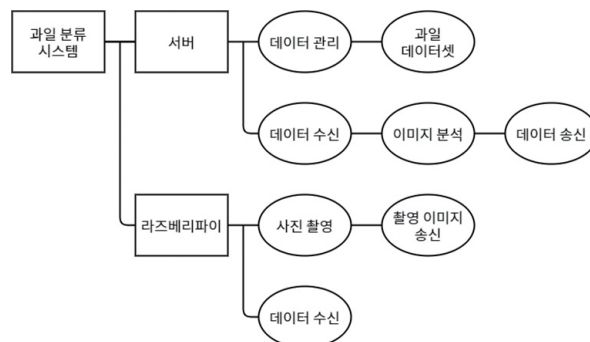 과일 분류
시스템
서버
데이터 관리
과일
데이터셋
데이터 수신
이미지 분석
데이터 송신
라즈베리파이
사진 촬영
촬영 이미지
송신
데이터 수신